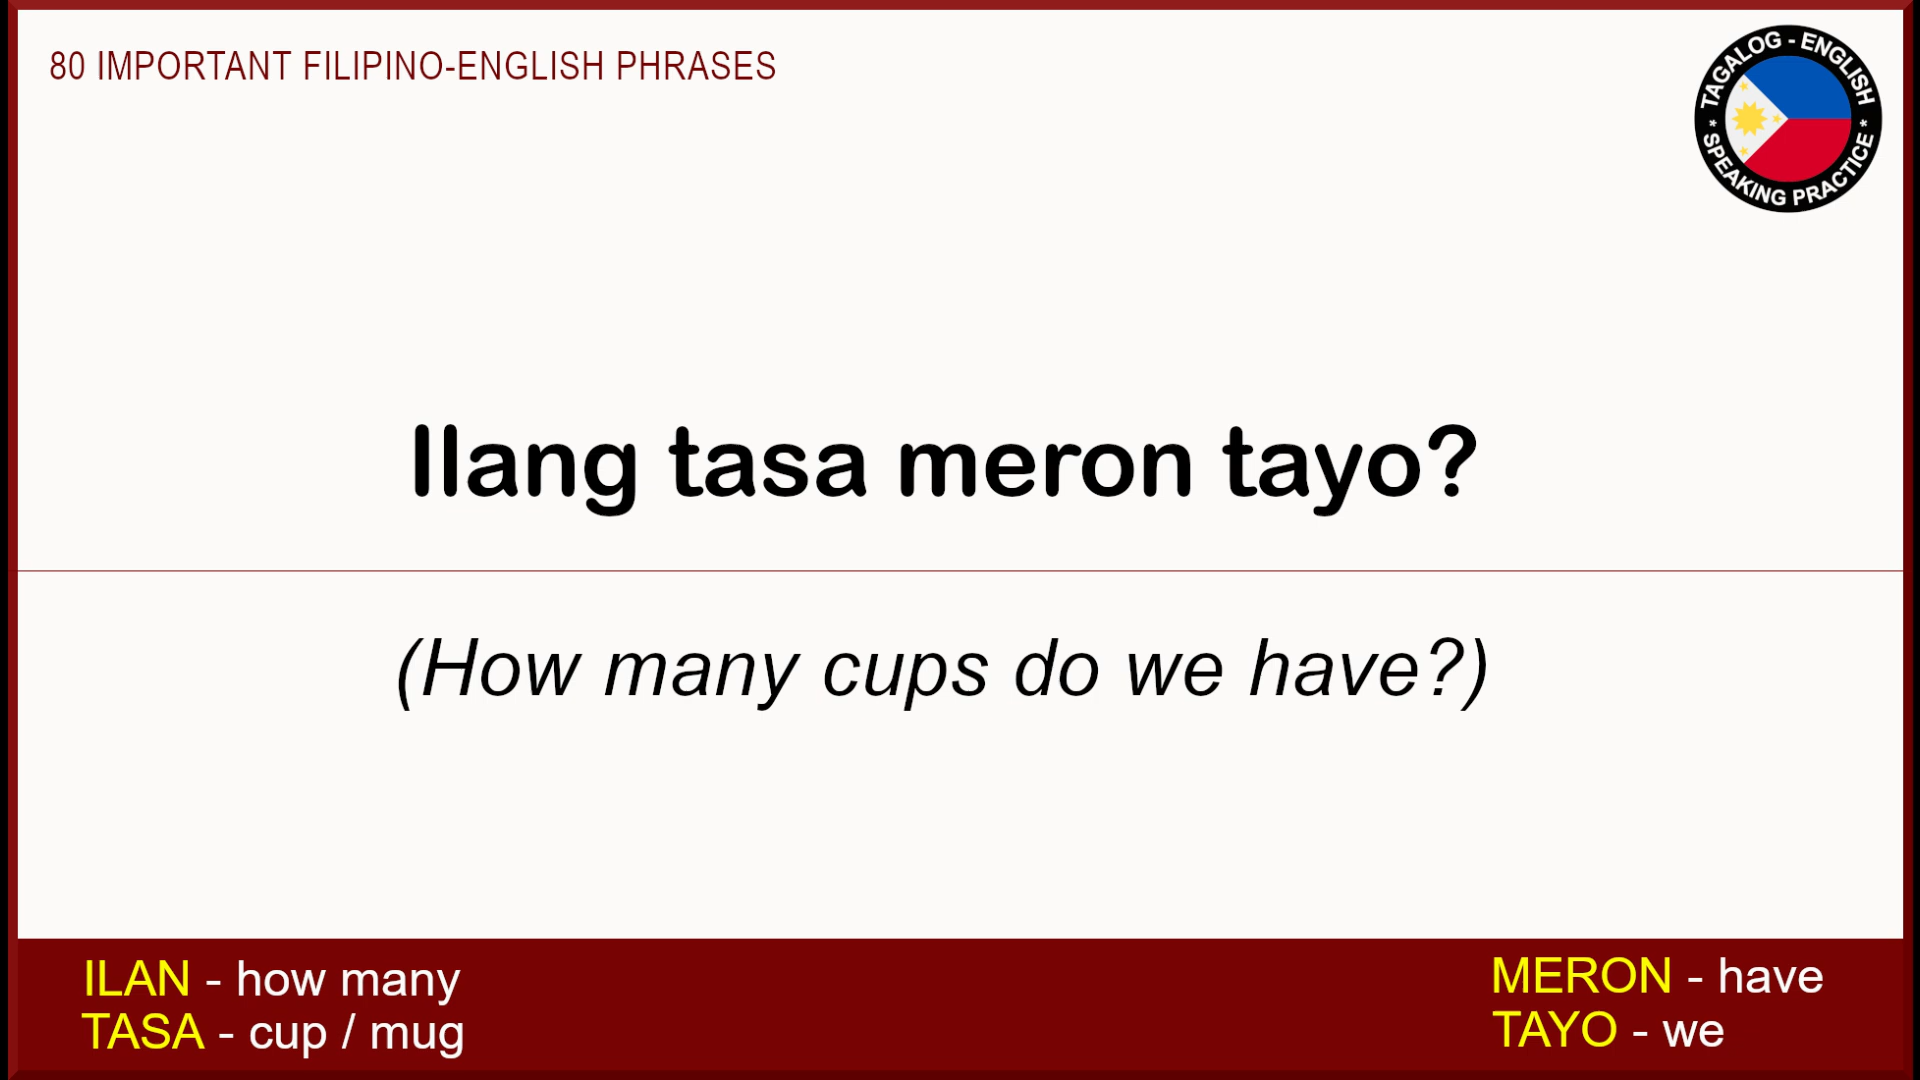 80 IMPORTANT FILIPINO-ENGLISH PHRASES
TAGALOG - ENGLISH
* SPEAKING PRACTICE *
Ilang tasa meron tayo?
(How many cups do we have?)
ILAN - how many
TASA - cup / mug
MERON - have
TAYO - we